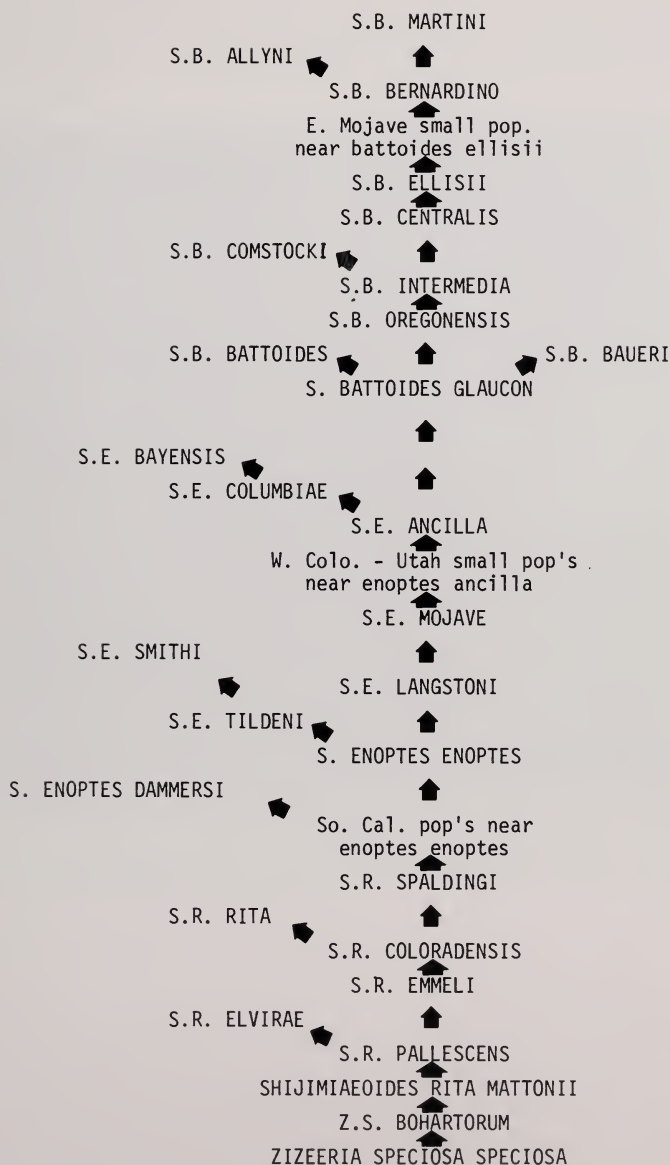 S.B. MARTINI
S.B. ALLYNI
S.B. BERNARDINO
E. Mojave small pop.
near battoides ellisii
S.B. ELLISII
S.B. CENTRALIS
S.B. COMSTOCKI
S.B. INTERMEDIA
S.B. OREGONENSIS
S.B. BATTOIDES
S.B. BAUERI
S. BATTOIDES GLAUCON
S.E. BAYENSIS
S.E. COLUMBIAE
S.E. ANCILLA
W. Colo. - Utah small pop's
near enoptes ancilla
S.E. MOJAVE
S.E. SMITHI
S.E. LANGSTONI
S.E. TILDENI
S. ENOPTES ENOPTES
S. ENOPTES DAMMERSI
So. Cal. pop's near
enoptes enoptes
S.R. SPALDINGI
S.R. RITA
S.R. COLORADENSIS
S.R. EMMELI
S.R. ELVIRAE
S.R. PALLESCENS
SHIJIMIAEOIDES RITA MATTONII
Z.S. BOHARTORUM
ZIZEERIA SPECIOSA SPECIOSA